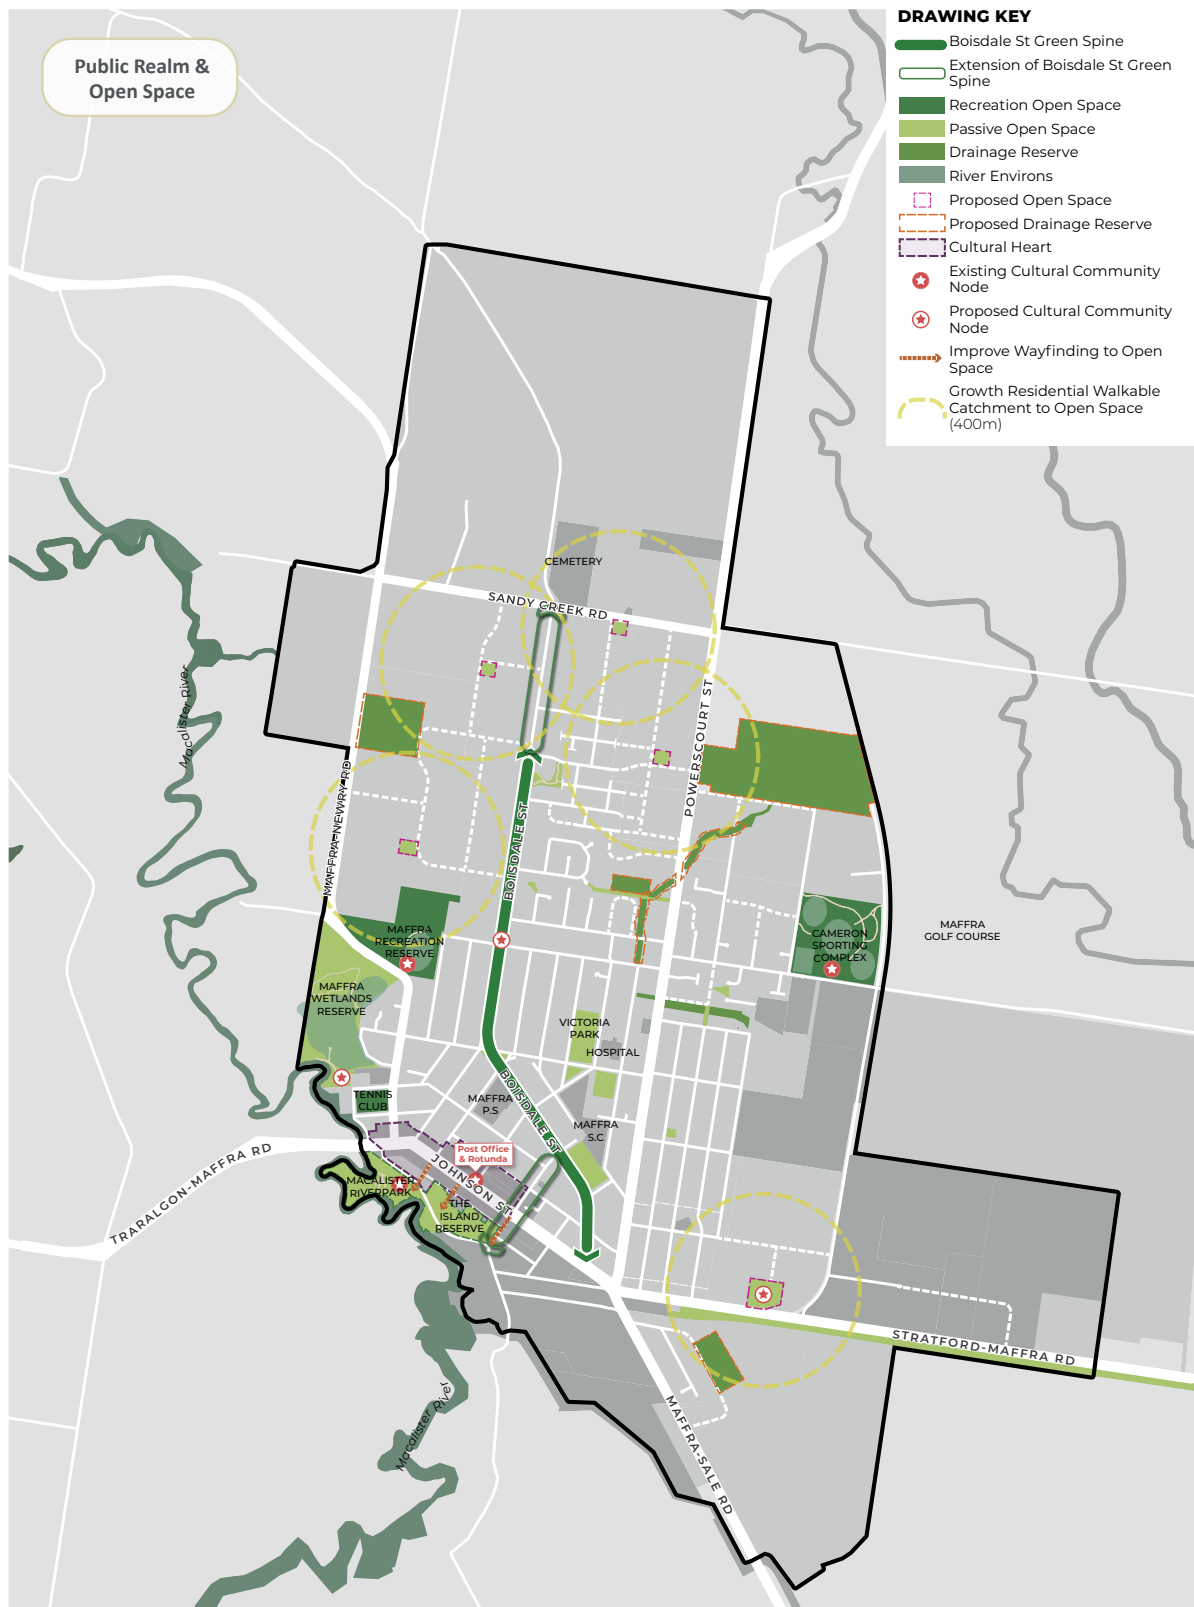 Public Realm &
Open Space
DRAWING KEY
Boisdale St Green Spine
Extension of Boisdale St Green
Spine
Recreation Open Space
Passive Open Space
Drainage Reserve
River Environs
Proposed Open Space
Proposed Drainage Reserve
Cultural Heart
Existing Cultural Community
Node
Proposed Cultural Community
Node
Improve Wayfinding to Open
Space
Growth Residential Walkable
Catchment to Open Space
(400m)
CEMETERY
SANDY CREEK RD
Macalister River
POWERSCOURT ST
MAFFRA-NEWRY RD
BOISDALE ST
MAFFRA
RECREATION
RESERVE
CAMERON
SPORTING
COMPLEX
MAFFRA
GOLF COURSE
MAFFRA
WETLANDS
RESERVE
VICTORIA
PARK
HOSPITAL
TENNIS
CLUB
MAFFRA
P.S
BOISDALE ST
MAFFRA
S.C
Post Office
& Rotunda
TRARALGON-MAFFRA RD
JOHNSON ST
MACALISTER
RIVERPARK
THE
ISLAND
RESERVE
STRATFORD-MAFFRA RD
Macalister River
MAFFRA-SALE RD